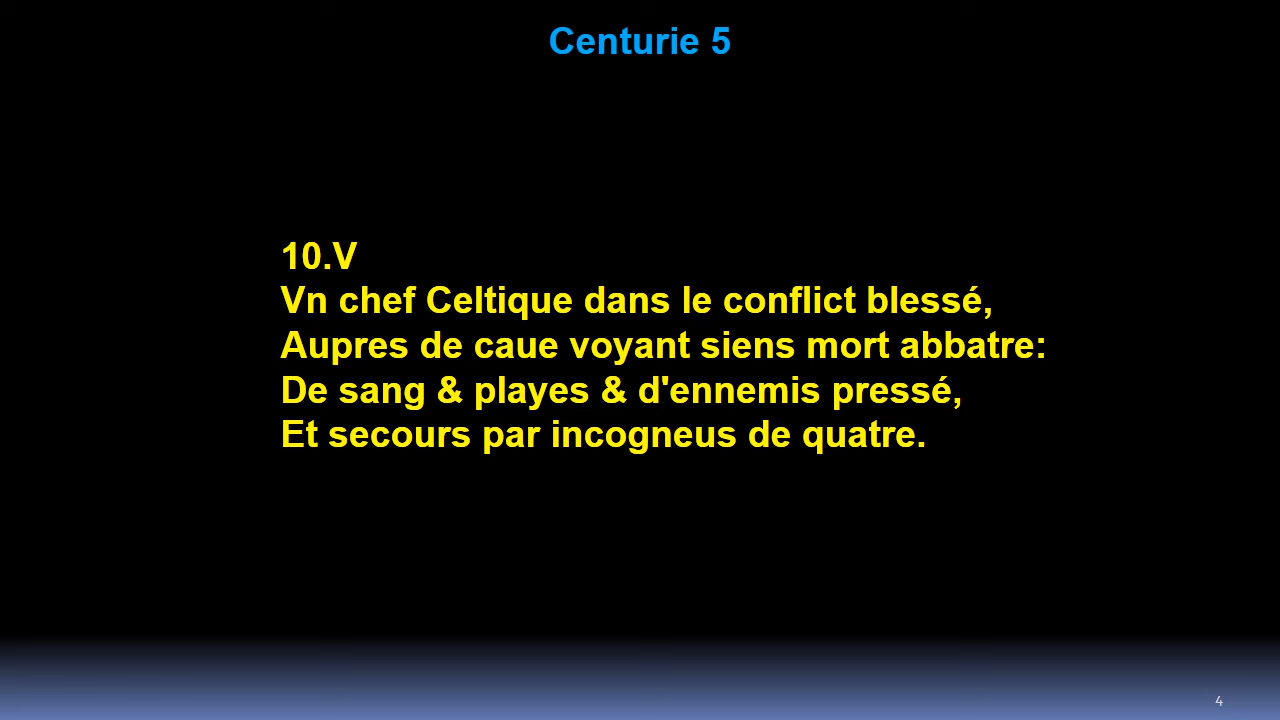 Centurie 5
10.V
Vn chef Celtique dans le conflict blessé,
Aupres de caue voyant siens mort abbatre:
De sang & playes & d'ennemis pressé,
Et secours par incogneus de quatre.
4